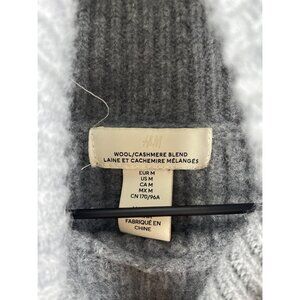 H&M
WOOL/CASHMERE BLEND
LAINE ET CACHEMIRE MÉLANGÉS
EUR M
US M
CA M
MX M
CN 170/96A
FABRIQUÉ EN
CHINE